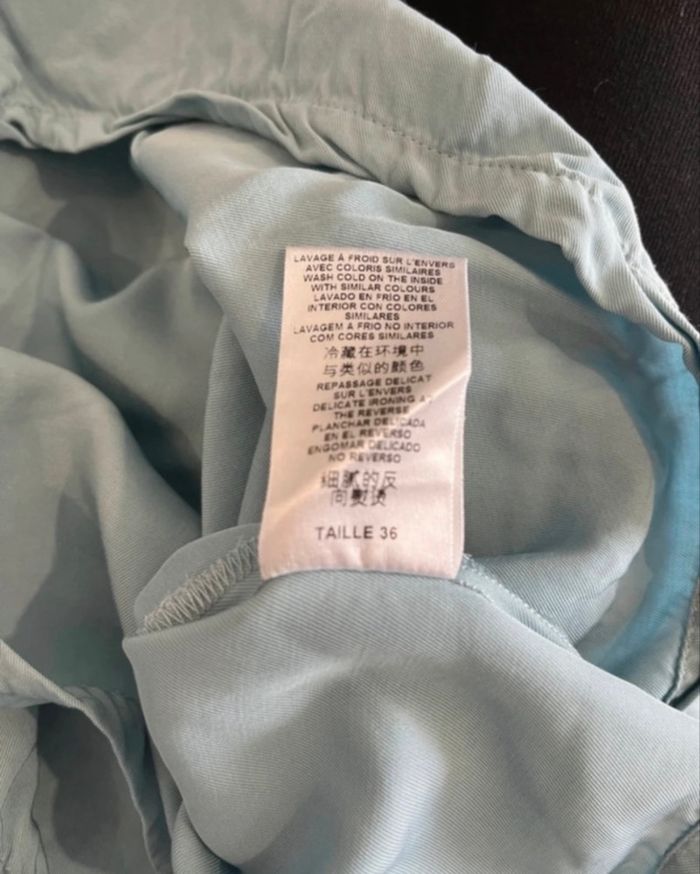 LAVAGE À FROID SUR L'ENVERS
AVEC COLORIS SIMILAIRES
WASH COLD ON THE INSIDE
WITH SIMILAR COLOURS
LAVADO EN FRÍO EN EL
INTERIOR CON COLORES
SIMILARES
LAVAGEM A FRIO NO INTERIOR
COM CORES SIMILARES
冷藏在环境中
与类似的颜色
REPASSAGE DELICAT
SUR L'ENVERS
DELICATE IRONING AT
THE REVERSE
PLANCHAR DELICADA
EN EL REVERSO
ENGOMAR DELICADO
NO REVERSO
细腻的反
向熨烫
TAILLE 36